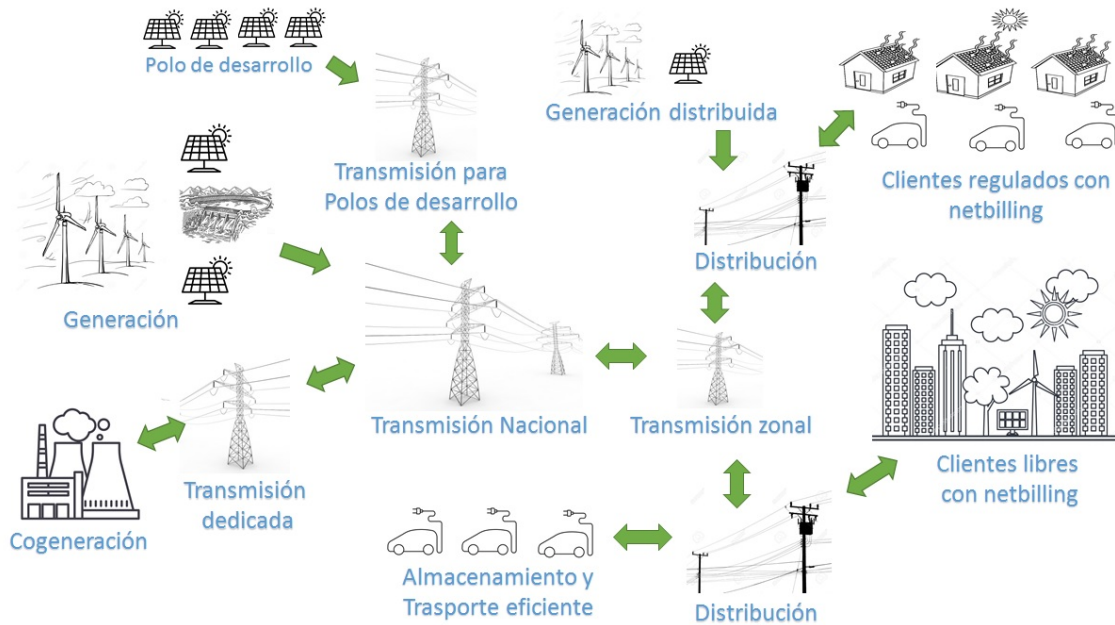 Polo de desarrollo
Generación distribuida
Transmisión para
Polos de desarrollo
Clientes regulados con
netbilling
Distribución
Generación
Transmisión Nacional
Transmisión zonal
Clientes libres
con netbilling
Transmisión
dedicada
Cogeneración
Almacenamiento y
Trasporte eficiente
Distribución